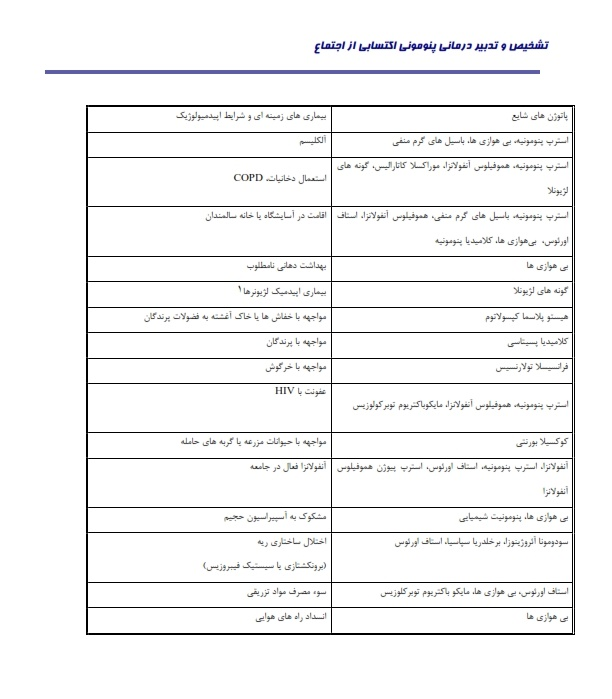 تشخیص و تدبیر درمانی پنومونی اکتسابی از اجتماع
پاتوژن های شایع
بیماری های زمینه ای و شرایط اپیدمیولوژیک
استرپ پنومونیه، بی هوازی ها، باسیل های گرم منفی
آلکلیسم
استرپ پنومونیه، هموفیلوس آنفولانزا، موراکسلا کاتارالیس، گونه های
لژیونلا
استعمال دخانیات، COPD
استرپ پنومونیه، باسیل های گرم منفی، هموفیلوس آنفولانزا، استاف
اورئوس، بی‌هوازی ها، کلامیدیا پنومونیه
اقامت در آسایشگاه یا خانه سالمندان
بی هوازی ها
بهداشت دهانی نامطلوب
گونه های لژیونلا
بیماری اپیدمیک لژیونرها۱
هیستو پلاسما کپسولاتوم
مواجهه با خفاش ها یا خاک آغشته به فضولات پرندگان
کلامیدیا پسیتاسی
مواجهه با پرندگان
فرانسیسلا تولارنسیس
مواجهه با خرگوش
استرپ پنومونیه، هموفیلوس آنفولانزا، مایکوباکتریوم توبرکولوزیس
عفونت با HIV
کوکسیلا بورنتی
مواجهه با حیوانات مزرعه یا گربه های حامله
آنفولانزا، استرپ پنومونیه، استاف اورئوس، استرپ پیوژن هموفیلوس
آنفولانزا
آنفولانزا فعال در جامعه
بی هوازی ها، پنومونیت شیمیایی
مشکوک به آسپیراسیون حجیم
سودومونا آئروژینوزا، برخلدریا سپاسیا، استاف اورئوس
اختلال ساختاری ریه
(برونکشتازی یا سیستیک فیبروزیس)
استاف اورئوس، بی هوازی ها، مایکو باکتریوم توبرکلوزیس
سوء مصرف مواد تزریقی
بی هوازی ها
انسداد راه های هوایی